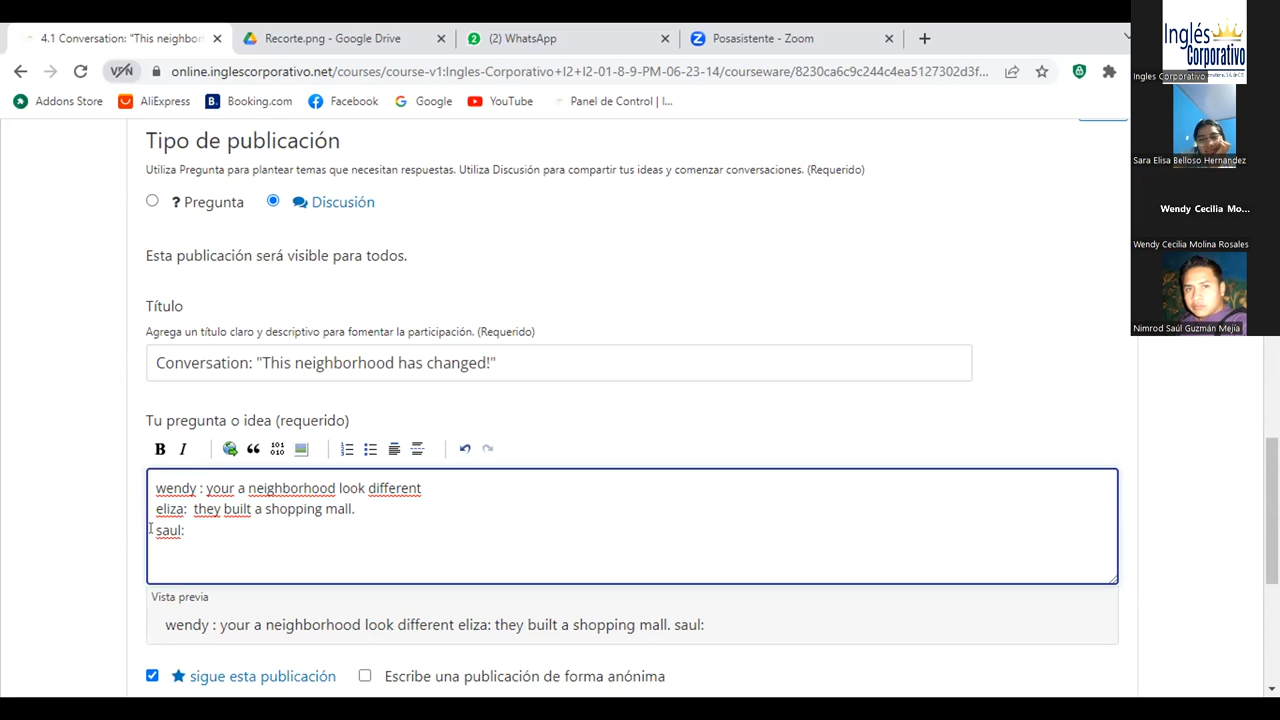 4.1 Conversation: "This neighbor
Recorte.png - Google Drive
(2) WhatsApp
Posasistente - Zoom
VPN
online.inglescorporativo.net/courses/course-v1:Ingles-Corporativo+I2+I2-01-8-9-PM-06-23-14/courseware/8230ca6c9c244c4ea5127302d3f...
Addons Store
AliExpress
Booking.com
Facebook
Google
YouTube
Panel de Control | I...
Tipo de publicación
Utiliza Pregunta para plantear temas que necesitan respuestas. Utiliza Discusión para compartir tus ideas y comenzar conversaciones. (Requerido)
? Pregunta
Discusión
Esta publicación será visible para todos.
Título
Agrega un título claro y descriptivo para fomentar la participación. (Requerido)
Conversation: "This neighborhood has changed!"
Tu pregunta o idea (requerido)
wendy : your a neighborhood look different
eliza:  they built a shopping mall.
saul:
Vista previa
wendy : your a neighborhood look different eliza: they built a shopping mall. saul:
sigue esta publicación
Escribe una publicación de forma anónima
Inglés
Corporativo
Ingles Corporativo
Sara Elisa Belloso Hernández
Wendy Cecilia Mo...
Wendy Cecilia Molina Rosales
Nimrod Saúl Guzmán Mejía